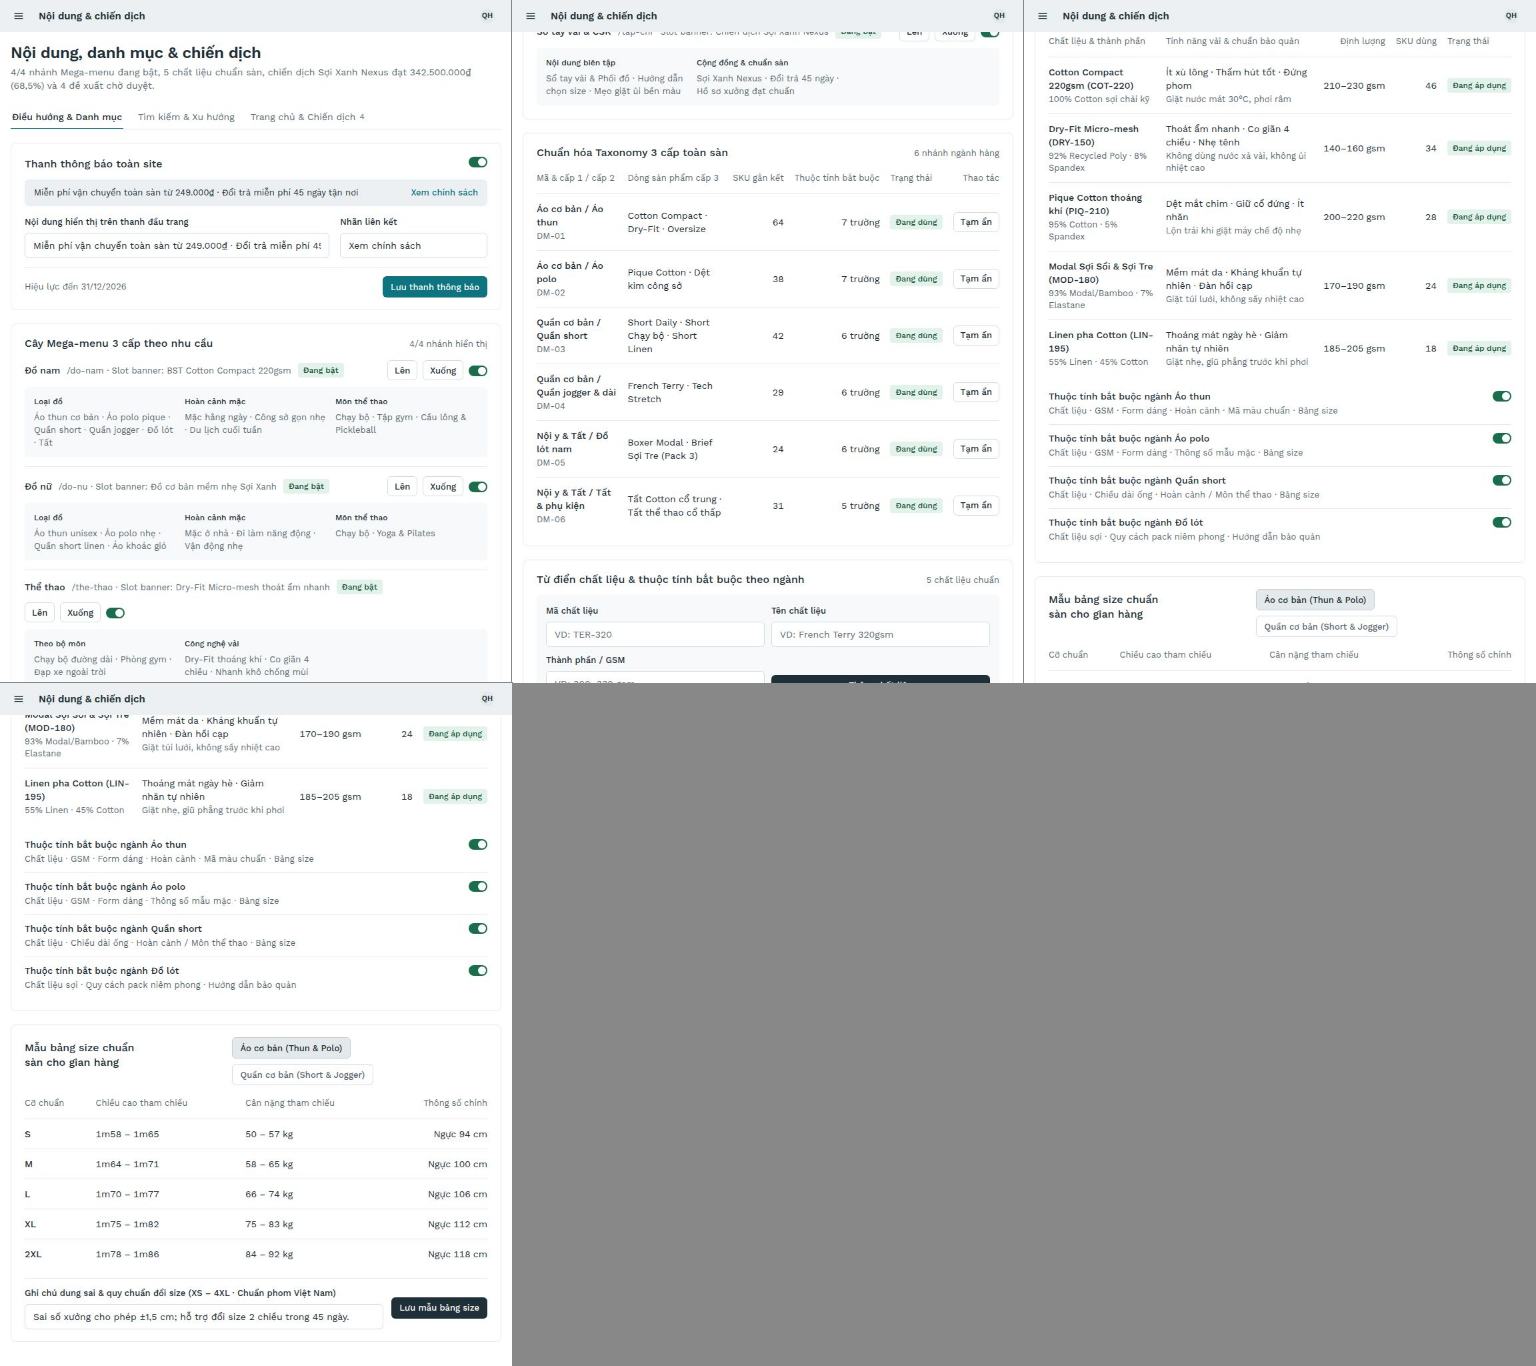 Nội dung & chiến dịch
QH
Nội dung, danh mục & chiến dịch
4/4 nhánh Mega-menu đang bật, 5 chất liệu chuẩn sàn, chiến dịch Sợi Xanh Nexus đạt 342.500.000₫
(68,5%) và 4 đề xuất chờ duyệt.
Điều hướng & Danh mục
Tìm kiếm & Xu hướng
Trang chủ & Chiến dịch 4
Thanh thông báo toàn site
Miễn phí vận chuyển toàn sàn từ 249.000₫ · Đổi trả miễn phí 45 ngày tận nơi
Xem chính sách
Nội dung hiển thị trên thanh đầu trang
Nhãn liên kết
Miễn phí vận chuyển toàn sàn từ 249.000₫ · Đổi trả miễn phí 45
Xem chính sách
Hiệu lực đến 31/12/2026
Lưu thanh thông báo
Cây Mega-menu 3 cấp theo nhu cầu
4/4 nhánh hiển thị
Đồ nam /do-nam · Slot banner: BST Cotton Compact 220gsm Đang bật
Lên
Xuống
Loại đồ
Hoàn cảnh mặc
Môn thể thao
Áo thun cơ bản · Áo polo pique ·
Mặc hằng ngày · Công sở gọn nhẹ
Chạy bộ · Tập gym · Cầu lông &
Quần short · Quần jogger · Đồ lót
· Du lịch cuối tuần
Pickleball
· Tất
Đồ nữ /do-nu · Slot banner: Đồ cơ bản mềm nhẹ Sợi Xanh Đang bật
Lên
Xuống
Loại đồ
Hoàn cảnh mặc
Môn thể thao
Áo thun unisex · Áo polo nhẹ ·
Mặc ở nhà · Đi làm năng động ·
Chạy bộ · Yoga & Pilates
Quần short linen · Áo khoác gió
Vận động nhẹ
Thể thao /the-thao · Slot banner: Dry-Fit Micro-mesh thoát ẩm nhanh Đang bật
Lên
Xuống
Theo bộ môn
Công nghệ vải
Chạy bộ đường dài · Phòng gym ·
Dry-Fit thoáng khí · Co giãn 4
Đạp xe ngoài trời
chiều · Nhanh khô chống mùi
Nội dung & chiến dịch
QH
Sổ tay vải & CSR /tap-chi · Slot banner: Chiến dịch Sợi Xanh Nexus Đang bật
Lên
Xuống
Nội dung biên tập
Cộng đồng & chuẩn sàn
Sổ tay vải & Phối đồ · Hướng dẫn
Sợi Xanh Nexus · Đổi trả 45 ngày ·
chọn size · Mẹo giặt ủi bền màu
Hồ sơ xưởng đạt chuẩn
Chuẩn hóa Taxonomy 3 cấp toàn sàn
6 nhánh ngành hàng
Mã & cấp 1 / cấp 2
Dòng sản phẩm cấp 3
SKU gắn kết
Thuộc tính bắt buộc
Trạng thái
Thao tác
Áo cơ bản / Áo
thun
DM-01
Cotton Compact ·
Dry-Fit · Oversize
64
7 trường
Đang dùng
Tạm ẩn
Áo cơ bản / Áo
polo
DM-02
Pique Cotton · Dệt
kim công sở
38
7 trường
Đang dùng
Tạm ẩn
Quần cơ bản /
Quần short
DM-03
Short Daily · Short
Chạy bộ · Short
Linen
42
6 trường
Đang dùng
Tạm ẩn
Quần cơ bản /
Quần jogger & dài
DM-04
French Terry · Tech
Stretch
29
6 trường
Đang dùng
Tạm ẩn
Nội y & Tất / Đồ
lót nam
DM-05
Boxer Modal · Brief
Sợi Tre (Pack 3)
24
6 trường
Đang dùng
Tạm ẩn
Nội y & Tất / Tất
& phụ kiện
DM-06
Tất Cotton cổ trung ·
Tất thể thao cổ thấp
31
5 trường
Đang dùng
Tạm ẩn
Từ điển chất liệu & thuộc tính bắt buộc theo ngành
5 chất liệu chuẩn
Mã chất liệu
Tên chất liệu
VD: TER-320
VD: French Terry 320gsm
Thành phần / GSM
Nội dung & chiến dịch
QH
Chất liệu & thành phần
Tính năng vải & chuẩn bảo quản
Định lượng
SKU dùng
Trạng thái
Cotton Compact
220gsm (COT-220)
100% Cotton sợi chải kỹ
Ít xù lông · Thấm hút tốt · Đứng
phom
Giặt nước mát 30°C, phơi râm
210–230 gsm
46
Đang áp dụng
Dry-Fit Micro-mesh
(DRY-150)
92% Recycled Poly · 8%
Spandex
Thoát ẩm nhanh · Co giãn 4
chiều · Nhẹ tênh
Không dùng nước xả vải, không ủi
nhiệt cao
140–160 gsm
34
Đang áp dụng
Pique Cotton thoáng
khí (PIQ-210)
95% Cotton · 5%
Spandex
Dệt mắt chim · Giữ cổ đứng · Ít
nhăn
Lộn trái khi giặt máy chế độ nhẹ
200–220 gsm
28
Đang áp dụng
Modal Sợi Sồi & Sợi Tre
(MOD-180)
93% Modal/Bamboo · 7%
Elastane
Mềm mát da · Kháng khuẩn tự
nhiên · Đàn hồi cạp
Giặt túi lưới, không sấy nhiệt cao
170–190 gsm
24
Đang áp dụng
Linen pha Cotton (LIN-
195)
55% Linen · 45% Cotton
Thoáng mát ngày hè · Giảm
nhăn tự nhiên
Giặt nhẹ, giũ phẳng trước khi phơi
185–205 gsm
18
Đang áp dụng
Thuộc tính bắt buộc ngành Áo thun
Chất liệu · GSM · Form dáng · Hoàn cảnh · Mã màu chuẩn · Bảng size
Thuộc tính bắt buộc ngành Áo polo
Chất liệu · GSM · Form dáng · Thông số mẫu mặc · Bảng size
Thuộc tính bắt buộc ngành Quần short
Chất liệu · Chiều dài ống · Hoàn cảnh / Môn thể thao · Bảng size
Thuộc tính bắt buộc ngành Đồ lót
Chất liệu sợi · Quy cách pack niêm phong · Hướng dẫn bảo quản
Mẫu bảng size chuẩn
sàn cho gian hàng
Áo cơ bản (Thun & Polo)
Quần cơ bản (Short & Jogger)
Cỡ chuẩn
Chiều cao tham chiếu
Cân nặng tham chiếu
Thông số chính
Nội dung & chiến dịch
QH
Modal Sợi Sồi & Sợi Tre
(MOD-180)
93% Modal/Bamboo · 7%
Elastane
Mềm mát da · Kháng khuẩn tự
nhiên · Đàn hồi cạp
Giặt túi lưới, không sấy nhiệt cao
170–190 gsm
24
Đang áp dụng
Linen pha Cotton (LIN-
195)
55% Linen · 45% Cotton
Thoáng mát ngày hè · Giảm
nhăn tự nhiên
Giặt nhẹ, giũ phẳng trước khi phơi
185–205 gsm
18
Đang áp dụng
Thuộc tính bắt buộc ngành Áo thun
Chất liệu · GSM · Form dáng · Hoàn cảnh · Mã màu chuẩn · Bảng size
Thuộc tính bắt buộc ngành Áo polo
Chất liệu · GSM · Form dáng · Thông số mẫu mặc · Bảng size
Thuộc tính bắt buộc ngành Quần short
Chất liệu · Chiều dài ống · Hoàn cảnh / Môn thể thao · Bảng size
Thuộc tính bắt buộc ngành Đồ lót
Chất liệu sợi · Quy cách pack niêm phong · Hướng dẫn bảo quản
Mẫu bảng size chuẩn
sàn cho gian hàng
Áo cơ bản (Thun & Polo)
Quần cơ bản (Short & Jogger)
Cỡ chuẩn
Chiều cao tham chiếu
Cân nặng tham chiếu
Thông số chính
S
1m58 – 1m65
50 – 57 kg
Ngực 94 cm
M
1m64 – 1m71
58 – 65 kg
Ngực 100 cm
L
1m70 – 1m77
66 – 74 kg
Ngực 106 cm
XL
1m75 – 1m82
75 – 83 kg
Ngực 112 cm
2XL
1m78 – 1m86
84 – 92 kg
Ngực 118 cm
Ghi chú dung sai & quy chuẩn đổi size (XS – 4XL · Chuẩn phom Việt Nam)
Sai số xưởng cho phép ±1,5 cm; hỗ trợ đổi size 2 chiều trong 45 ngày.
Lưu mẫu bảng size